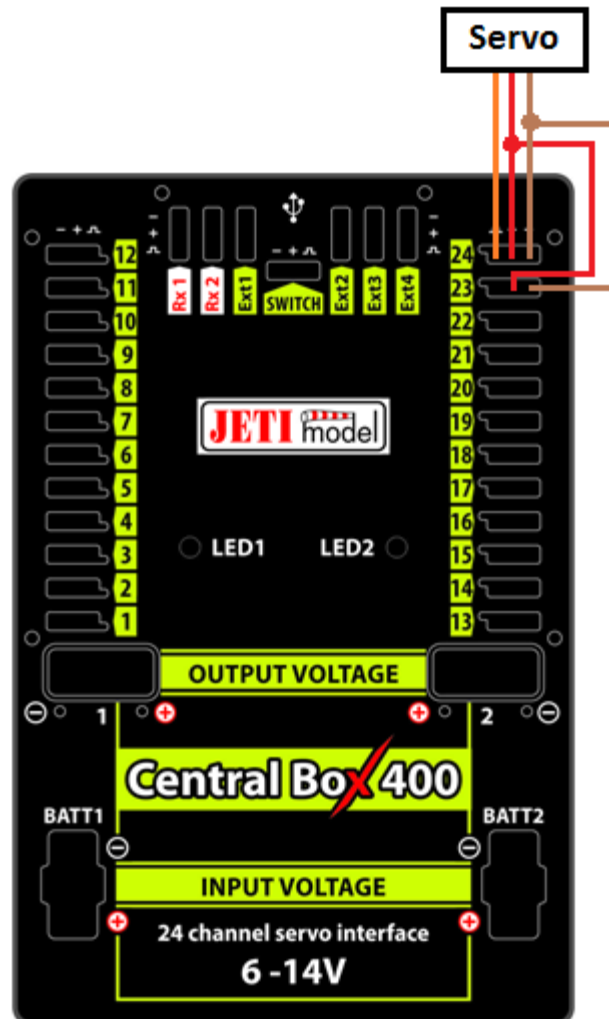 Servo
- + ⎍
12
11
10
9
8
7
6
5
4
3
2
1
- + ⎍
Rx 1
Rx 2
Ext1
- + ⎍
SWITCH
Ext2
Ext3
Ext4
- + ⎍
24
23
22
21
20
19
18
17
16
15
14
13
JETI model
LED1 LED2
OUTPUT VOLTAGE
− 1 + + 2 −
Central Box 400
BATT1 BATT2
− −
INPUT VOLTAGE
+ +
24 channel servo interface
6 -14V